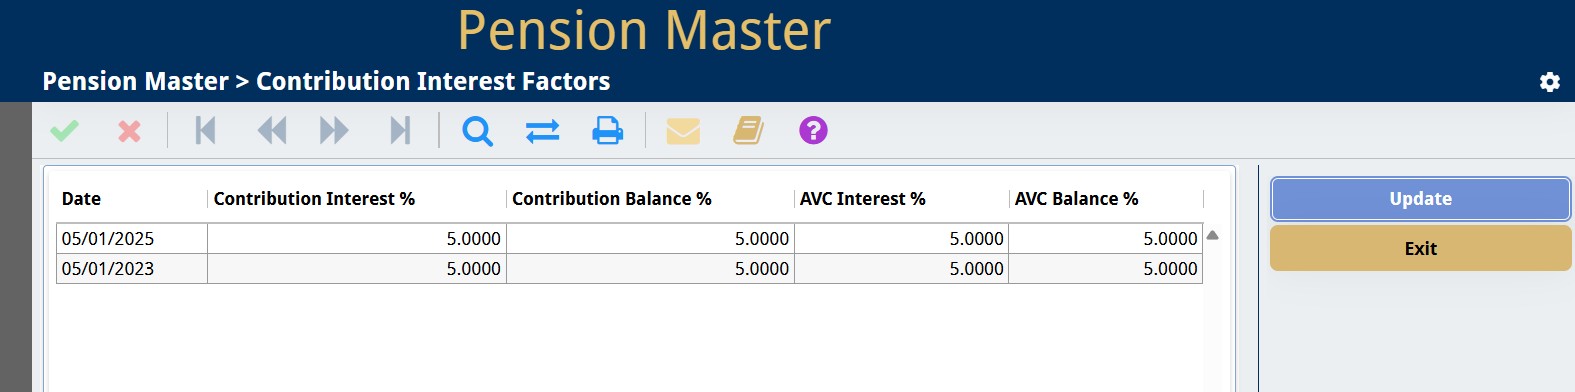 Pension Master
Pension Master > Contribution Interest Factors
?
Date Contribution Interest % Contribution Balance % AVC Interest % AVC Balance %
05/01/2025 5.0000 5.0000 5.0000 5.0000
05/01/2023 5.0000 5.0000 5.0000 5.0000
Update
Exit